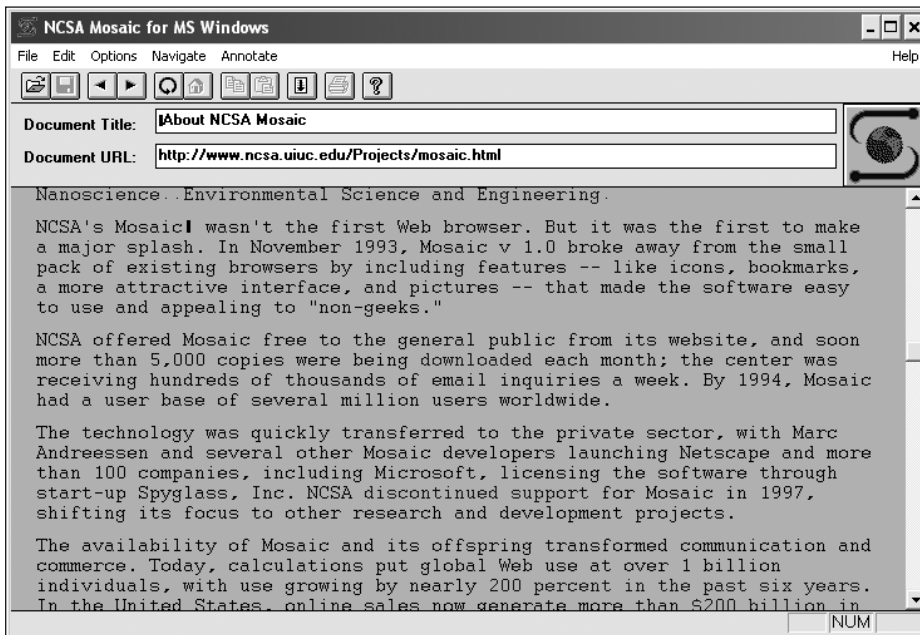 NCSA Mosaic for MS Windows
File Edit Options Navigate Annotate Help
Document Title: About NCSA Mosaic
Document URL: http://www.ncsa.uiuc.edu/Projects/mosaic.html
Nanoscience..Environmental Science and Engineering.
NCSA's Mosaic wasn't the first Web browser. But it was the first to make
a major splash. In November 1993, Mosaic v 1.0 broke away from the small
pack of existing browsers by including features -- like icons, bookmarks,
a more attractive interface, and pictures -- that made the software easy
to use and appealing to "non-geeks."
NCSA offered Mosaic free to the general public from its website, and soon
more than 5,000 copies were being downloaded each month; the center was
receiving hundreds of thousands of email inquiries a week. By 1994, Mosaic
had a user base of several million users worldwide.
The technology was quickly transferred to the private sector, with Marc
Andreessen and several other Mosaic developers launching Netscape and more
than 100 companies, including Microsoft, licensing the software through
start-up Spyglass, Inc. NCSA discontinued support for Mosaic in 1997,
shifting its focus to other research and development projects.
The availability of Mosaic and its offspring transformed communication and
commerce. Today, calculations put global Web use at over 1 billion
individuals, with use growing by nearly 200 percent in the past six years.
In the United States, online sales now generate more than $200 billion in
NUM